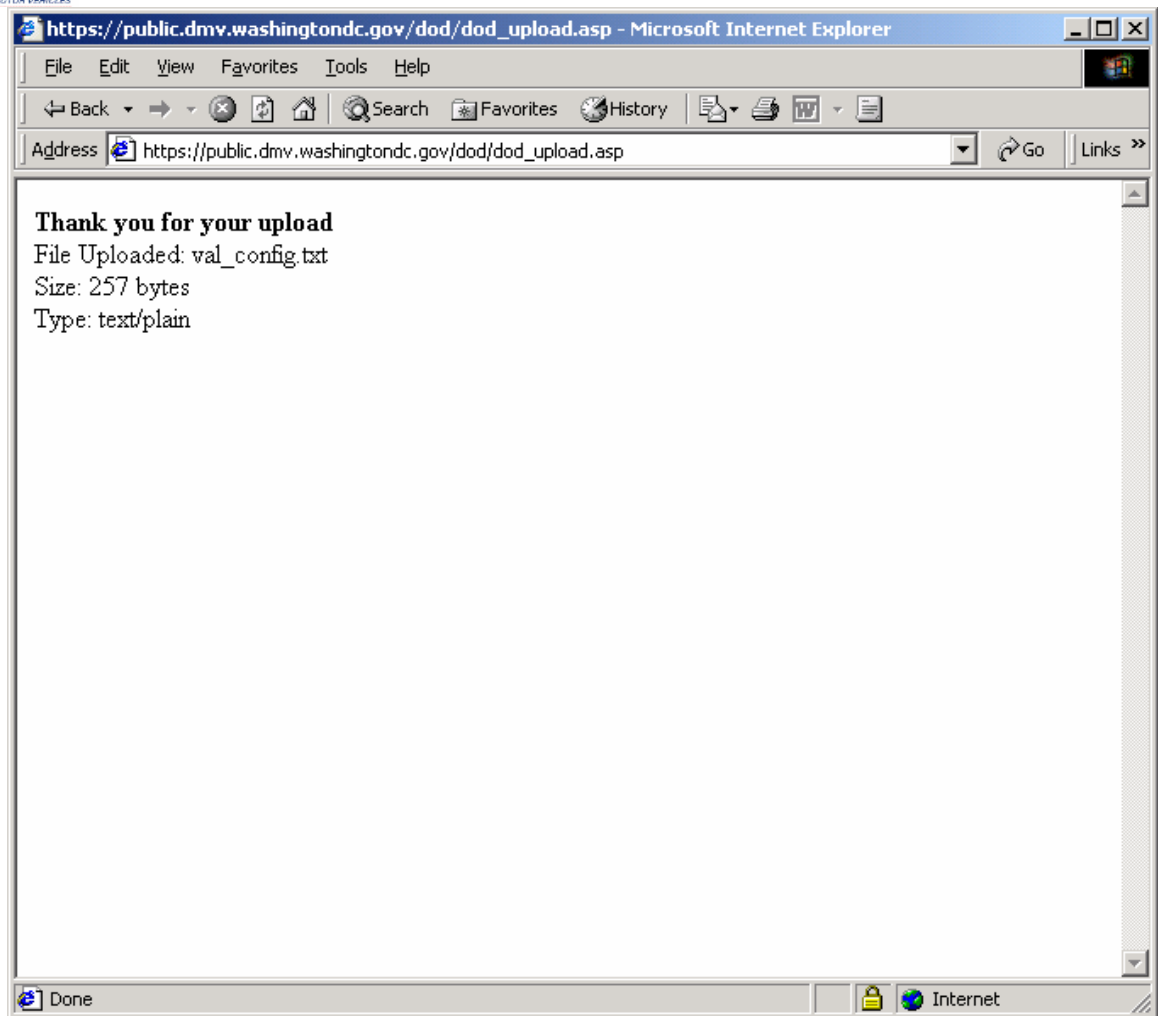 https://public.dmv.washingtondc.gov/dod/dod_upload.asp - Microsoft Internet Explorer
File Edit View Favorites Tools Help
Back Search Favorites History
Address https://public.dmv.washingtondc.gov/dod/dod_upload.asp Go Links »
Thank you for your upload
File Uploaded: val_config.txt
Size: 257 bytes
Type: text/plain
Done Internet